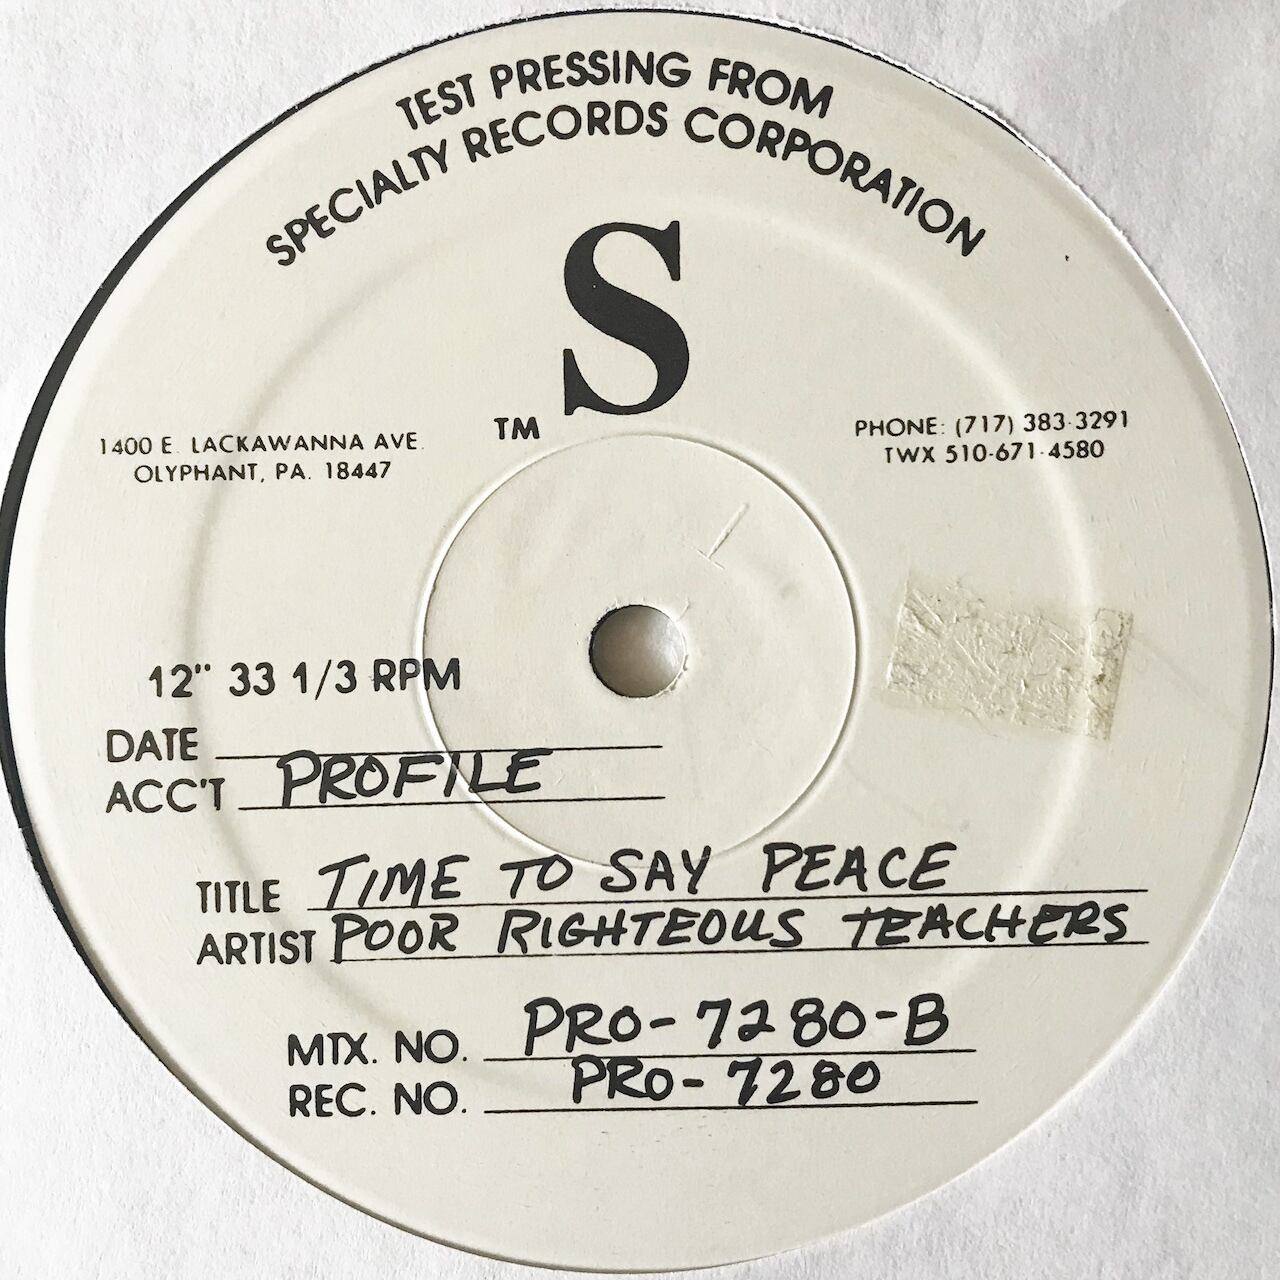 TEST PRESSING FROM
SPECIALTY RECORDS CORPORATION
S
TM
1400 E. LACKAWANNA AVE.
OLYPHANT, PA. 18447
PHONE: (717) 383-3291
TWX 510-671-4580
12" 33 1/3 RPM
DATE
ACC'T PROFILE
TITLE TIME TO SAY PEACE
ARTIST POOR RIGHTEOUS TEACHERS
MTX. NO. PRO-7280-B
REC. NO. PRO-7280